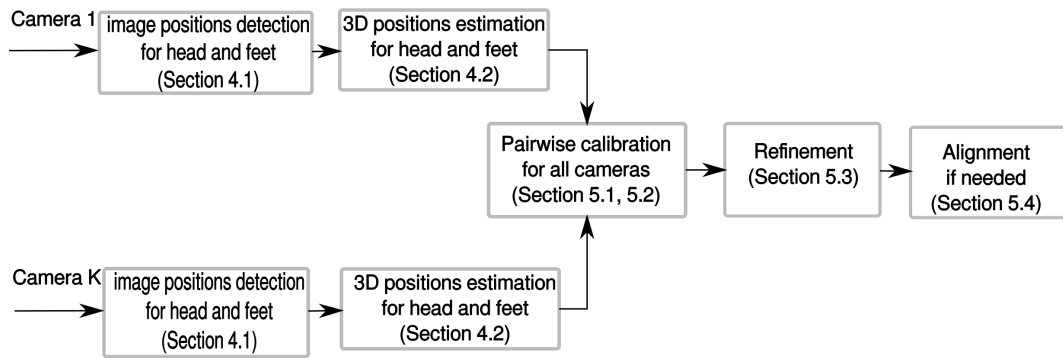 Camera 1
image positions detection
for head and feet
(Section 4.1)
3D positions estimation
for head and feet
(Section 4.2)
Pairwise calibration
for all cameras
(Section 5.1, 5.2)
Refinement
(Section 5.3)
Alignment
if needed
(Section 5.4)
Camera K
image positions detection
for head and feet
(Section 4.1)
3D positions estimation
for head and feet
(Section 4.2)